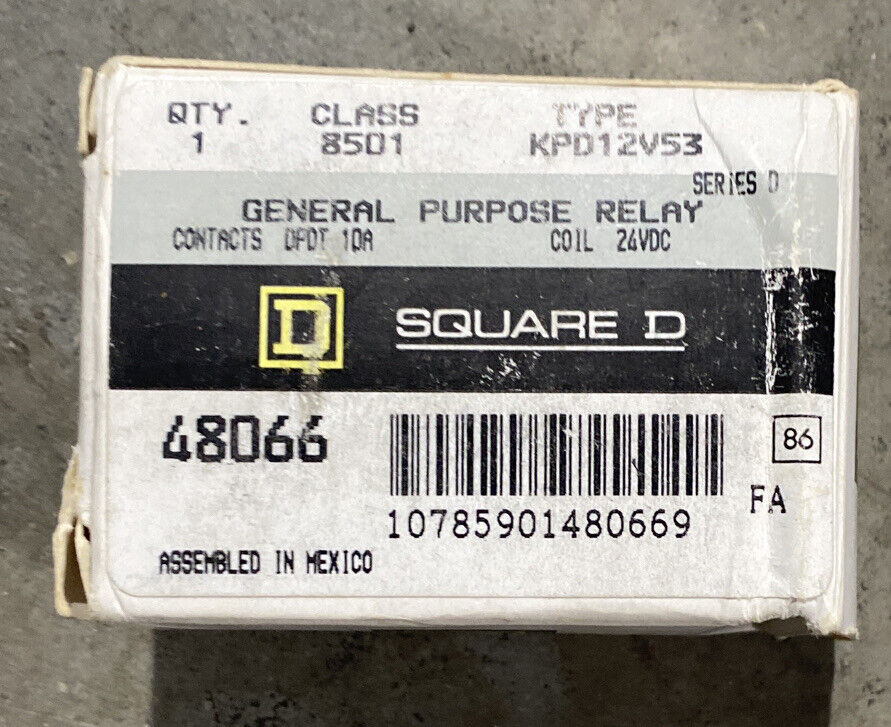 QTY. CLASS TYPE
1 8501 KPD12V53
SERIES D
GENERAL PURPOSE RELAY
CONTACTS DPDT 10A COIL 24VDC
D SQUARE D
48066
86
10785901480669
FA
ASSEMBLED IN MEXICO